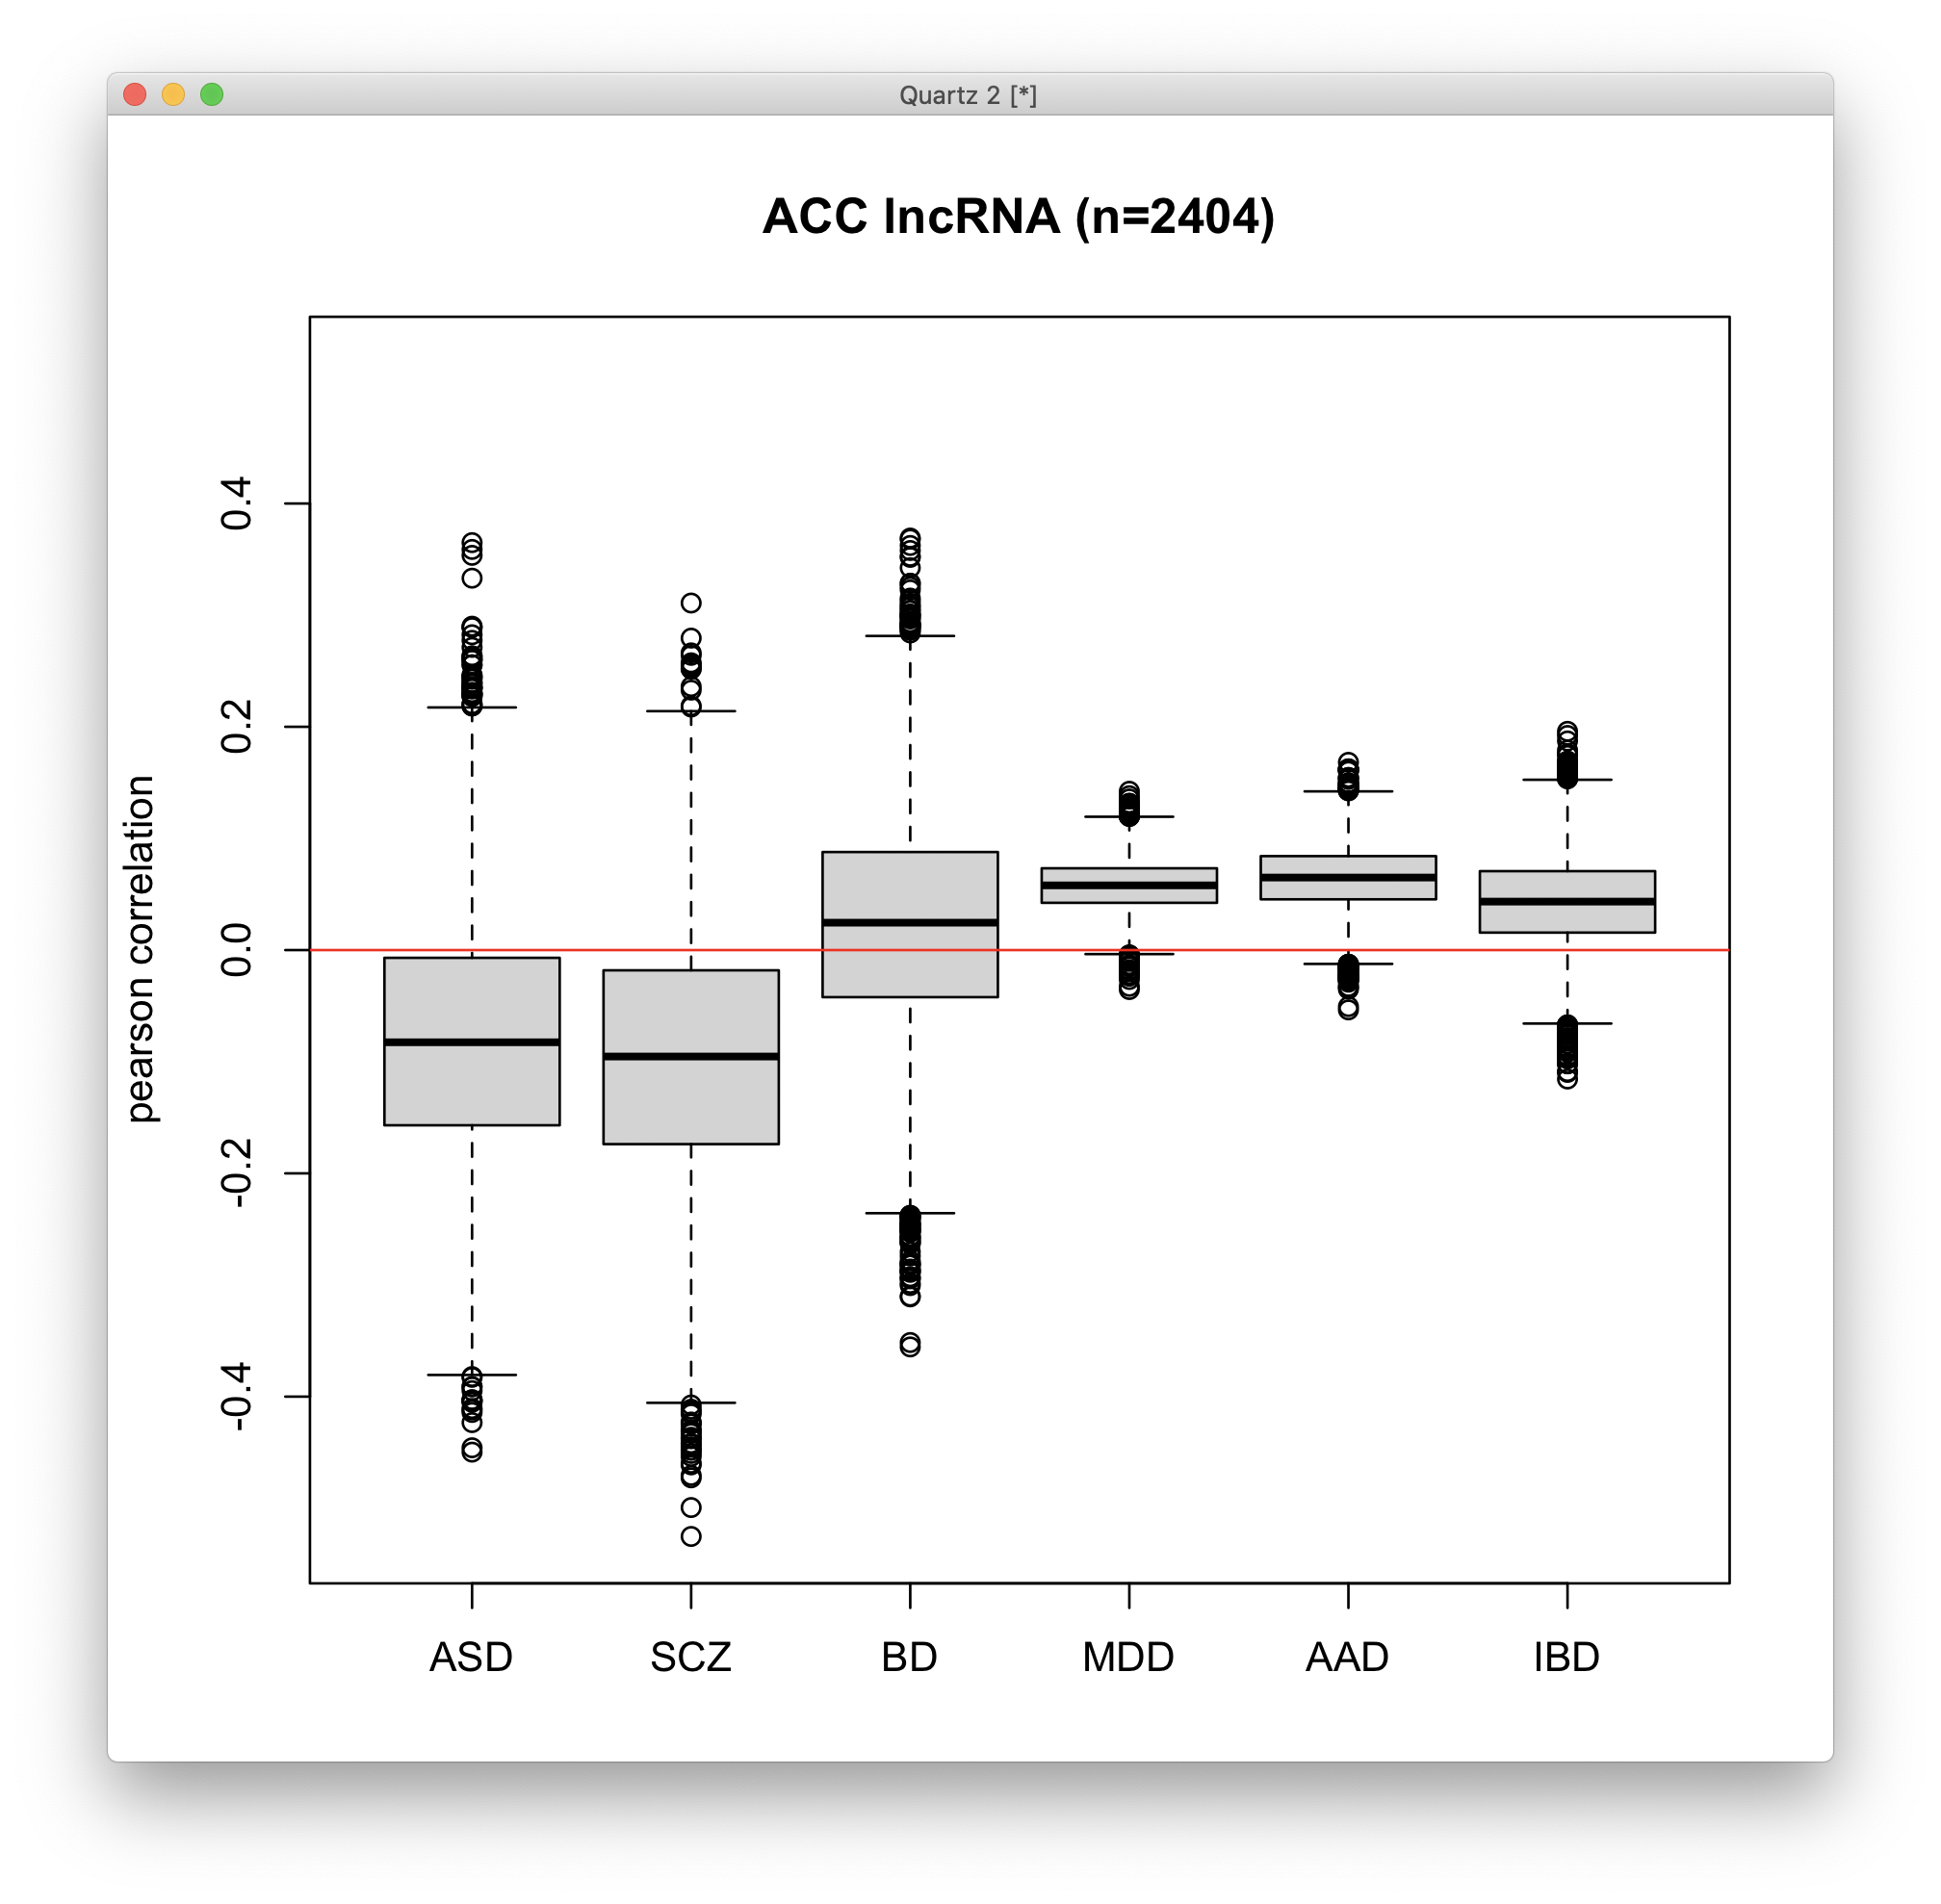 Quartz 2 [*]
ACC lncRNA (n=2404)
pearson correlation
0.4
0.2
0.0
-0.2
-0.4
ASD SCZ BD MDD AAD IBD